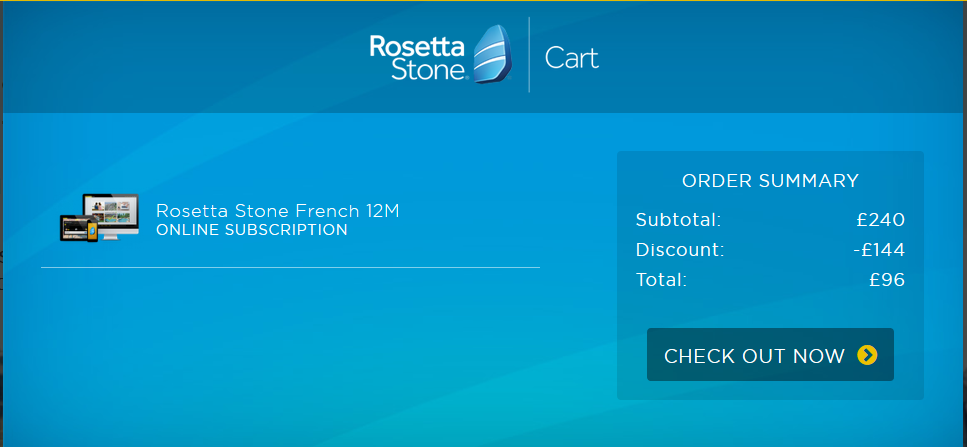 Rosetta
Stone®
Cart
Rosetta Stone French 12M
ONLINE SUBSCRIPTION
ORDER SUMMARY
Subtotal: £240
Discount: -£144
Total: £96
CHECK OUT NOW